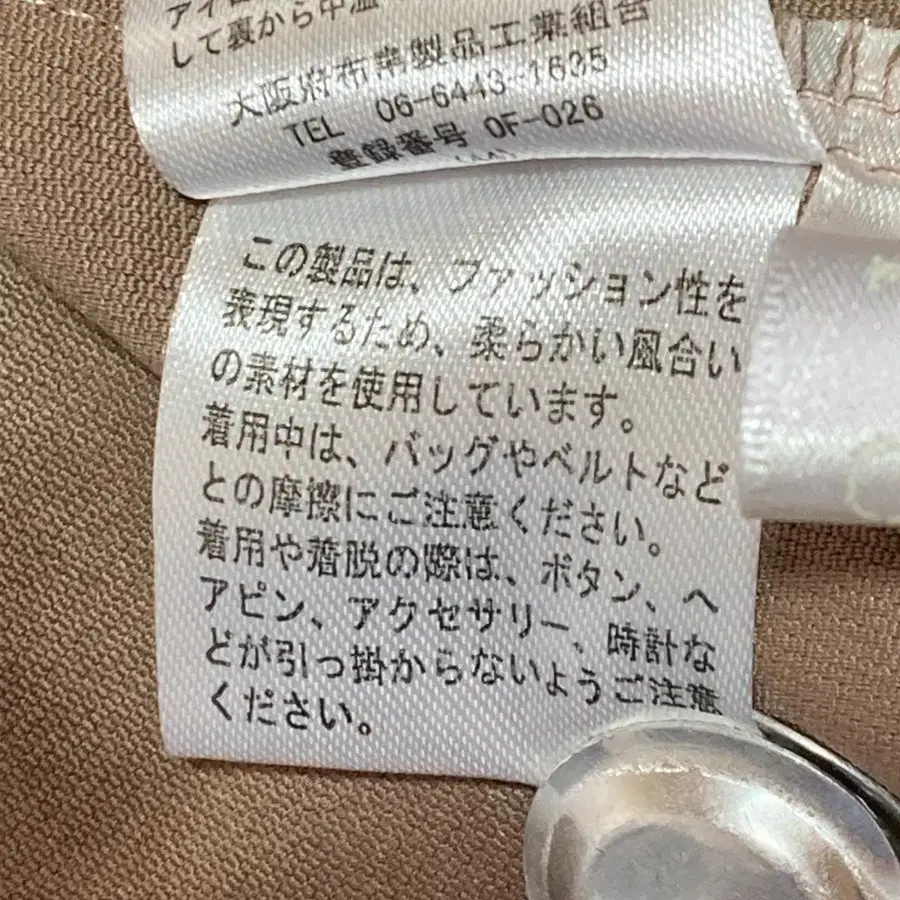 アイロ
して裏から中温
大阪府布帛製品工業組合
TEL 06-6443-1635
登録番号 OF-026
この製品は、ファッション性を
表現するため、柔らかい風合い
の素材を使用しています。
着用中は、バッグやベルトなど
との摩擦にご注意ください。
着用や着脱の際は、ボタン、ヘ
アピン、アクセサリー、時計な
どが引っ掛からないようご注意
ください。